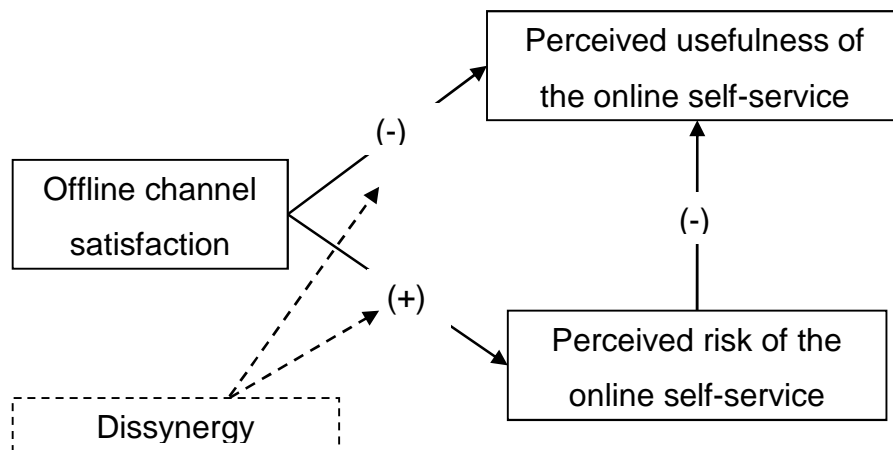 Perceived usefulness of
the online self-service
(-)
Offline channel
satisfaction
(-)
(+)
Perceived risk of the
online self-service
Dissynergy